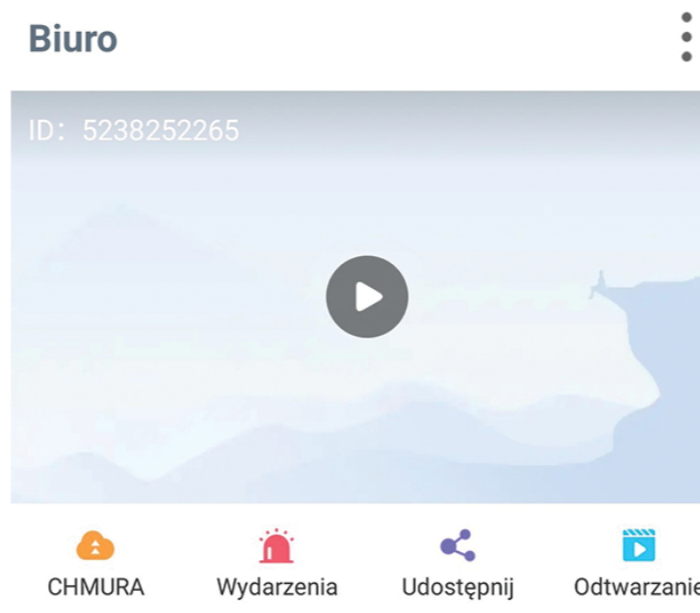 Biuro
ID: 5238252265
CHMURA
Wydarzenia
Udostępnij
Odtwarzanie